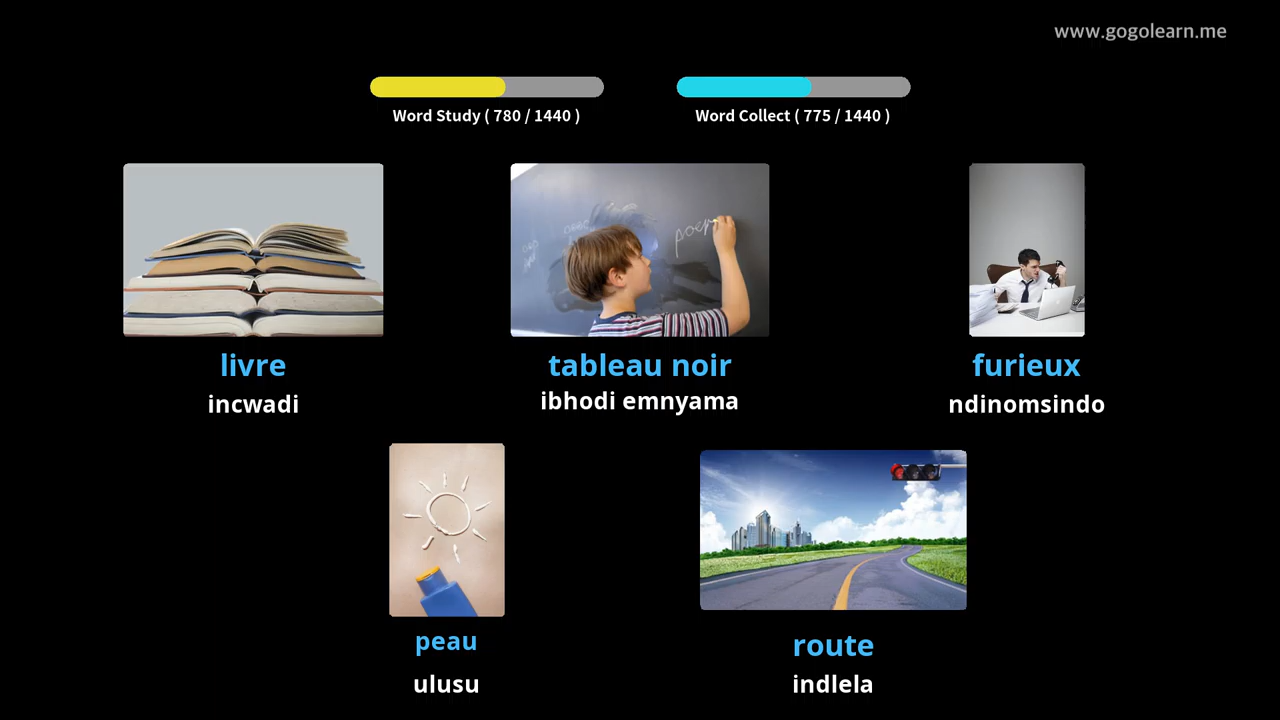 www.gogolearn.me
Word Study ( 780 / 1440 )
Word Collect ( 775 / 1440 )
poem
livre
tableau noir
furieux
incwadi
ibhodi emnyama
ndinomsindo
peau
route
ulusu
indlela